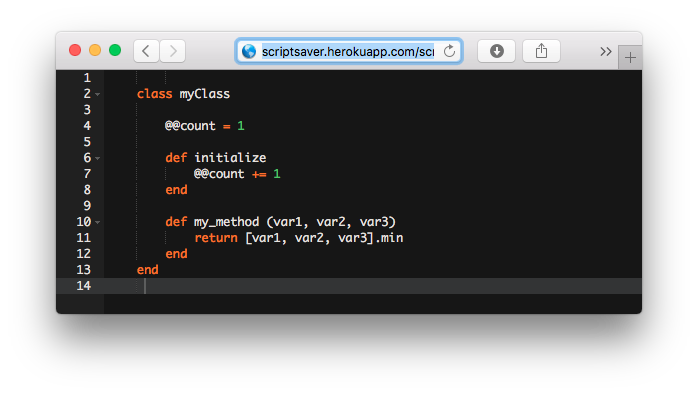 scriptsaver.herokuapp.com/scr
1
2 class myClass
3
4 @@count = 1
5
6 def initialize
7 @@count += 1
8 end
9
10 def my_method (var1, var2, var3)
11 return [var1, var2, var3].min
12 end
13 end
14